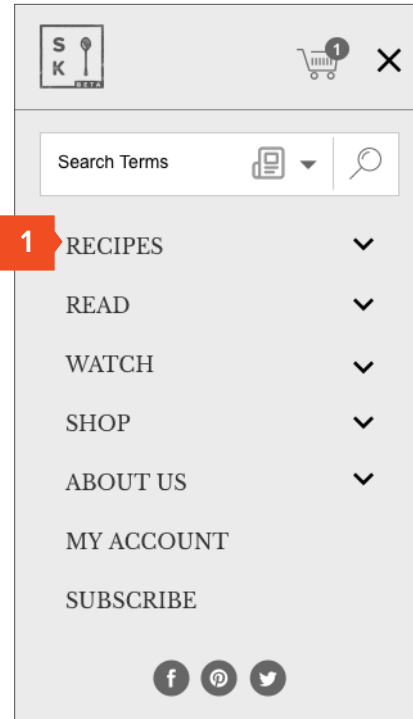 S
K
BETA
1
Search Terms
1
RECIPES
READ
WATCH
SHOP
ABOUT US
MY ACCOUNT
SUBSCRIBE